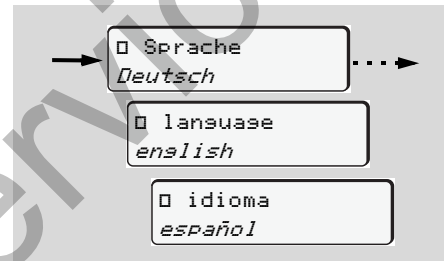 □ Sprache
Deutsch
□ language
english
□ idioma
español